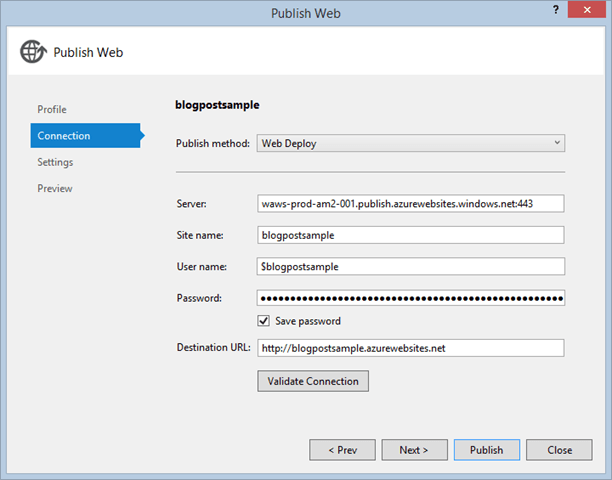 Publish Web
?
Publish Web
Profile
Connection
Settings
Preview
blogpostsample
Publish method: Web Deploy
Server: waws-prod-am2-001.publish.azurewebsites.windows.net:443
Site name: blogpostsample
User name: $blogpostsample
Password:
Save password
Destination URL: http://blogpostsample.azurewebsites.net
Validate Connection
< Prev Next > Publish Close